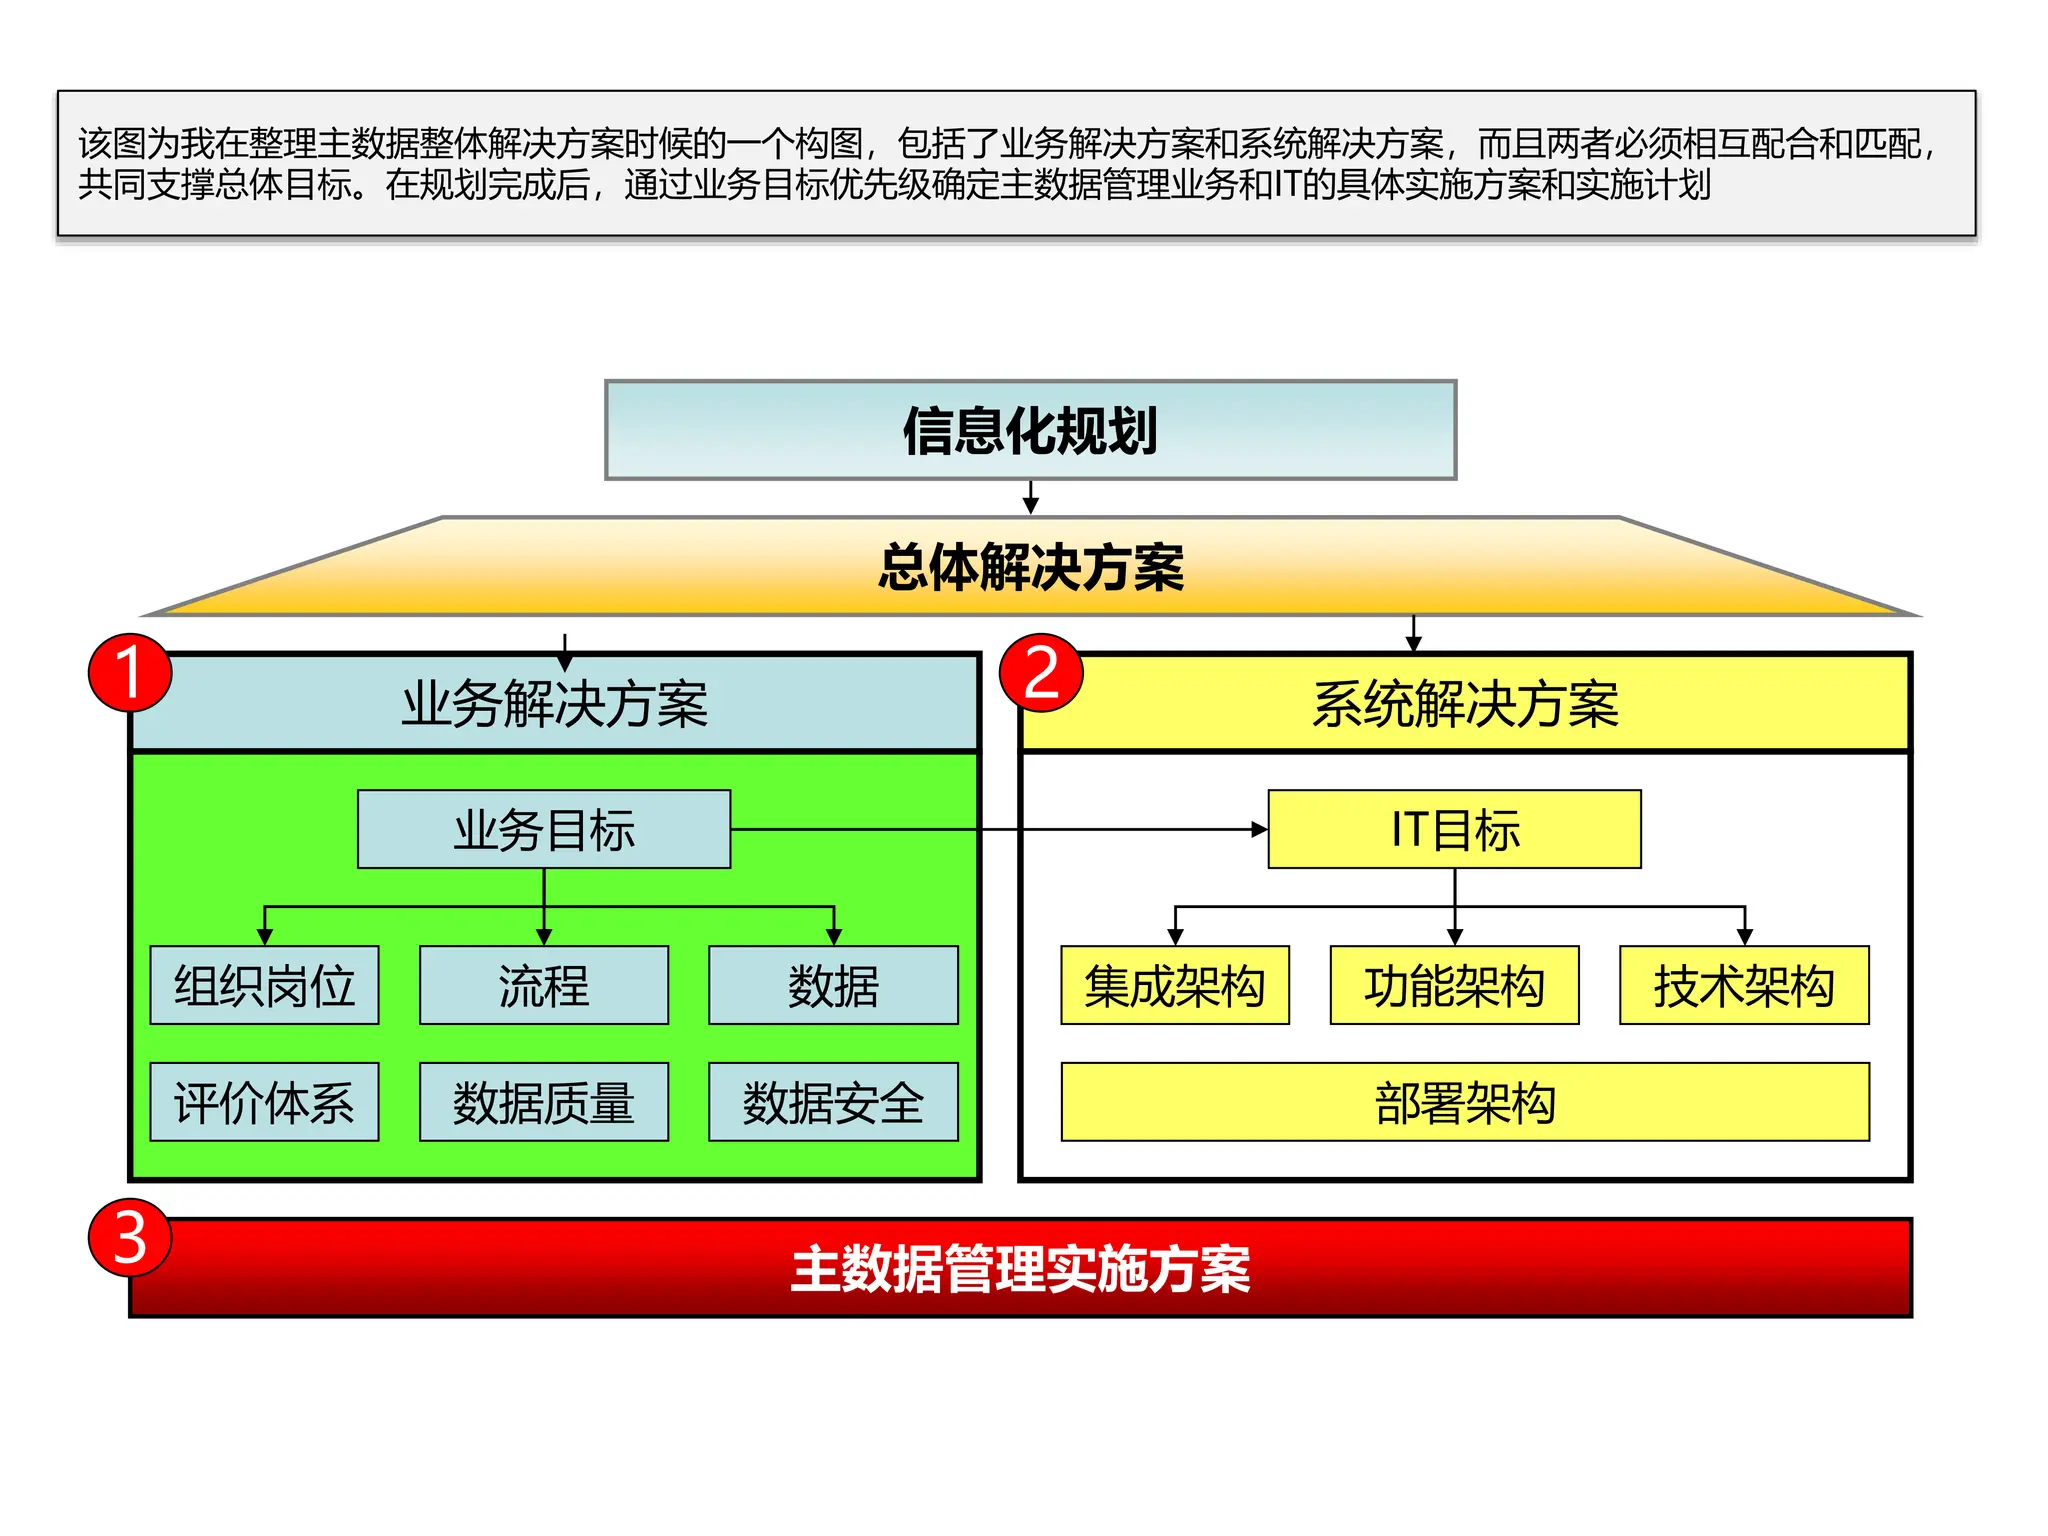 该图为我在整理主数据整体解决方案时候的一个构图，包括了业务解决方案和系统解决方案，而且两者必须相互配合和匹配，
共同支撑总体目标。在规划完成后，通过业务目标优先级确定主数据管理业务和IT的具体实施方案和实施计划
信息化规划
总体解决方案
1
业务解决方案
业务目标
组织岗位
流程
数据
评价体系
数据质量
数据安全
2
系统解决方案
IT目标
集成架构
功能架构
技术架构
部署架构
3
主数据管理实施方案